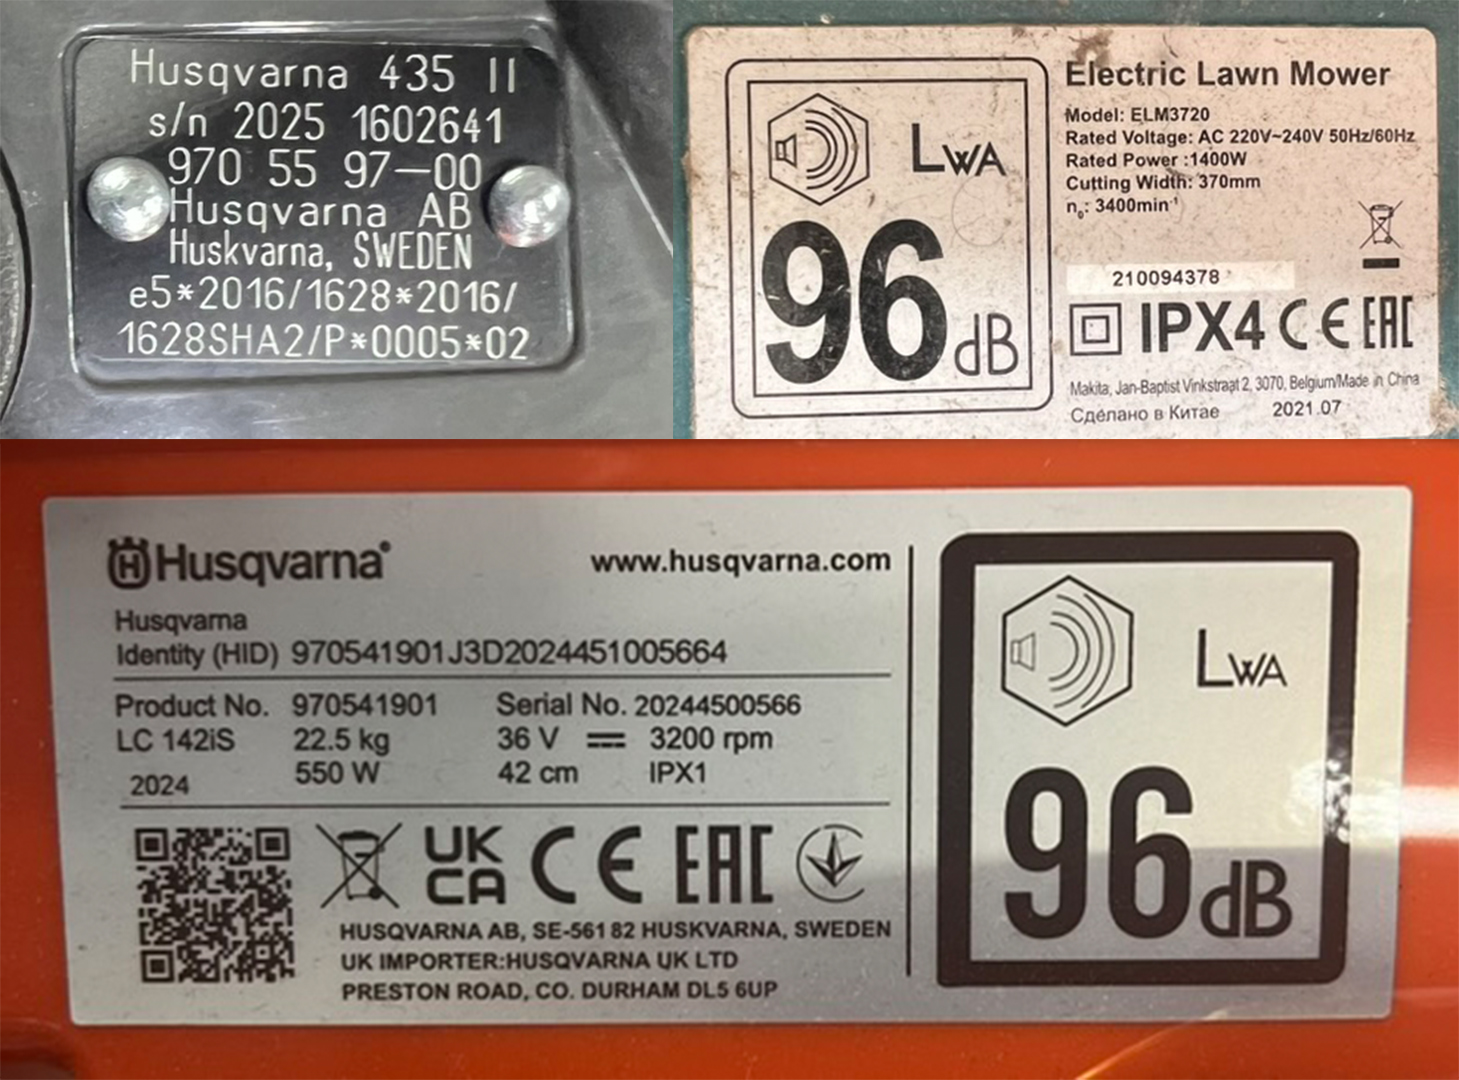 Husqvarna 435 II
s/n 2025 1602641
970 55 97-00
Husqvarna AB
Huskvarna, SWEDEN
e5*2016/1628*2016/
1628SHA2/P*0005*02
LWA
96 dB
Electric Lawn Mower
Model: ELM3720
Rated Voltage: AC 220V~240V 50Hz/60Hz
Rated Power :1400W
Cutting Width: 370mm
n₀: 3400min⁻¹
210094378
IPX4 CE EAC
Makita, Jan-Baptist Vinkstraat 2, 3070, Belgium/Made in China
Сделано в Китае 2021.07
H Husqvarna® www.husqvarna.com
Husqvarna
Identity (HID) 970541901J3D2024451005664
Product No. 970541901 Serial No. 20244500566
LC 142iS 22.5 kg 36 V 3200 rpm
2024 550 W 42 cm IPX1
UK CA CE EAC
HUSQVARNA AB, SE-561 82 HUSKVARNA, SWEDEN
UK IMPORTER:HUSQVARNA UK LTD
PRESTON ROAD, CO. DURHAM DL5 6UP
LWA
96 dB